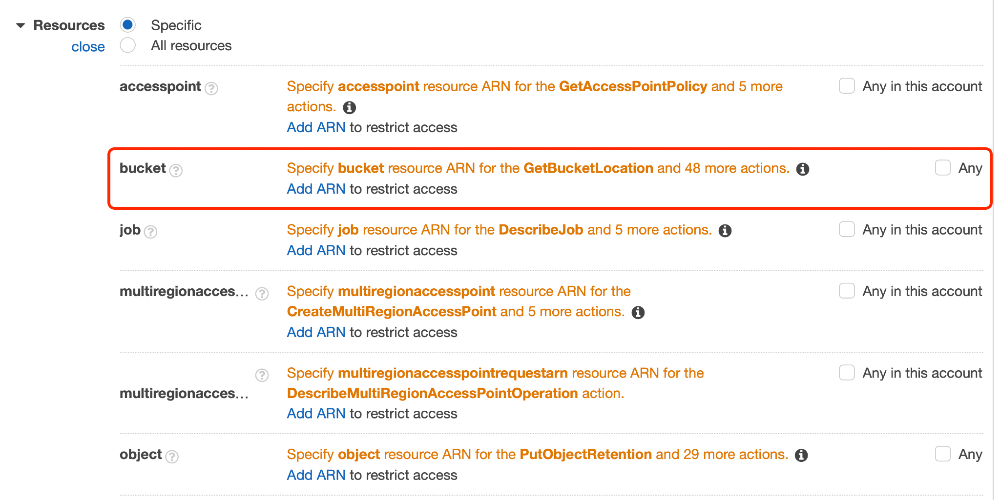 Resources
Specific
close
All resources
accesspoint
Specify accesspoint resource ARN for the GetAccessPointPolicy and 5 more
actions.
Add ARN to restrict access
Any in this account
bucket
Specify bucket resource ARN for the GetBucketLocation and 48 more actions.
Add ARN to restrict access
Any
job
Specify job resource ARN for the DescribeJob and 5 more actions.
Add ARN to restrict access
Any in this account
multiregionacces...
Specify multiregionaccesspoint resource ARN for the
CreateMultiRegionAccessPoint and 5 more actions.
Add ARN to restrict access
Any in this account
multiregionacces...
Specify multiregionaccesspointrequestarn resource ARN for the
DescribeMultiRegionAccessPointOperation action.
Add ARN to restrict access
Any in this account
object
Specify object resource ARN for the PutObjectRetention and 29 more actions.
Add ARN to restrict access
Any